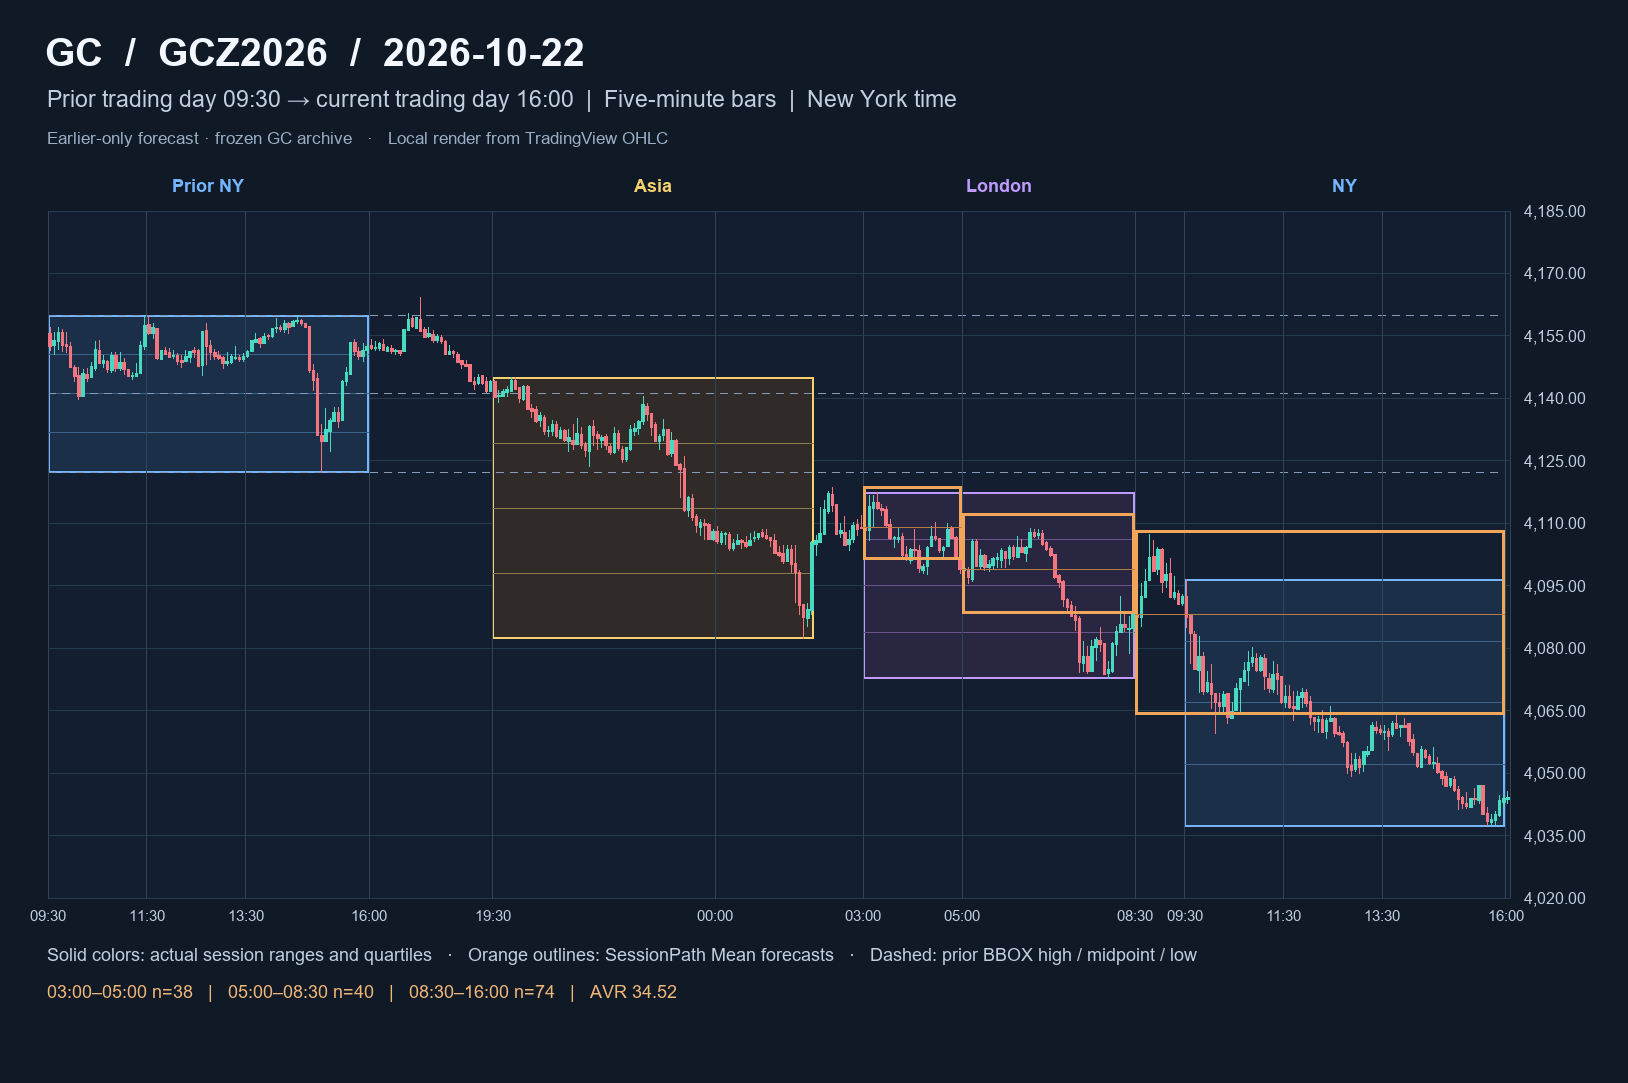 GC / GCZ2026 / 2026-10-22
Prior trading day 09:30 → current trading day 16:00 | Five-minute bars | New York time
Earlier-only forecast · frozen GC archive · Local render from TradingView OHLC
Prior NY Asia London NY
4,185.00
4,170.00
4,155.00
4,140.00
4,125.00
4,110.00
4,095.00
4,080.00
4,065.00
4,050.00
4,035.00
4,020.00
09:30 11:30 13:30 16:00 19:30 00:00 03:00 05:00 08:30 09:30 11:30 13:30 16:00
Solid colors: actual session ranges and quartiles · Orange outlines: SessionPath Mean forecasts · Dashed: prior BBOX high / midpoint / low
03:00–05:00 n=38 | 05:00–08:30 n=40 | 08:30–16:00 n=74 | AVR 34.52